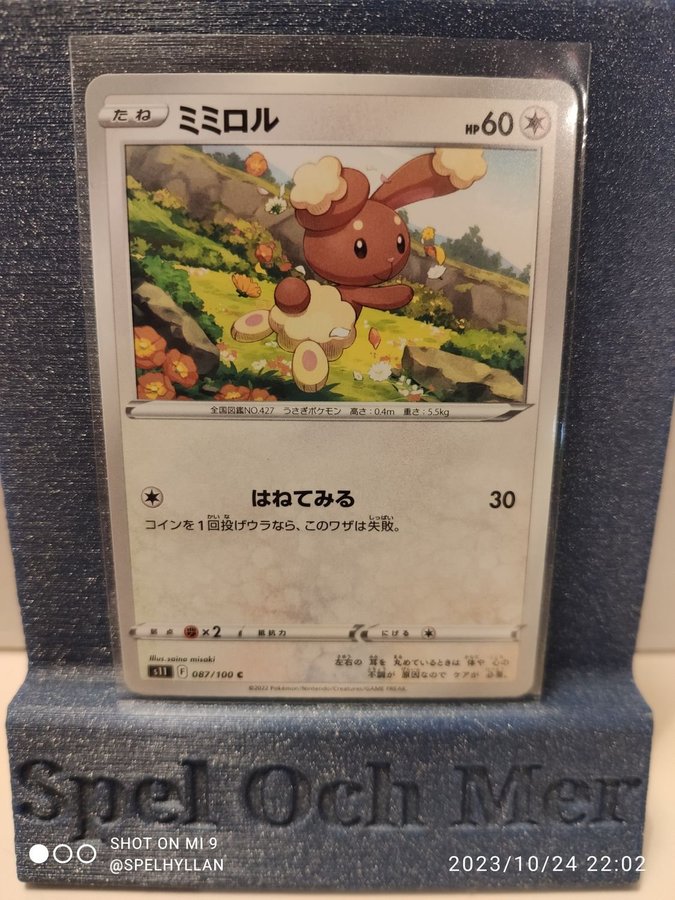 たね ミミロル HP60
全国図鑑NO.427 うさぎポケモン 高さ：0.4m 重さ：5.5kg
はねてみる 30
コインを1回投げウラなら、このワザは失敗。
弱点 ×2 抵抗力 にげる
Illus. saino misaki
左右の 耳を 丸めているときは 体や 心の
不調が 原因なので ケアが 必要。
s11 F 087/100 C
©2022 Pokémon/Nintendo/Creatures/GAME FREAK
Spel Och Mer
SHOT ON MI 9
@SPELHYLLAN
2023/10/24 22:02